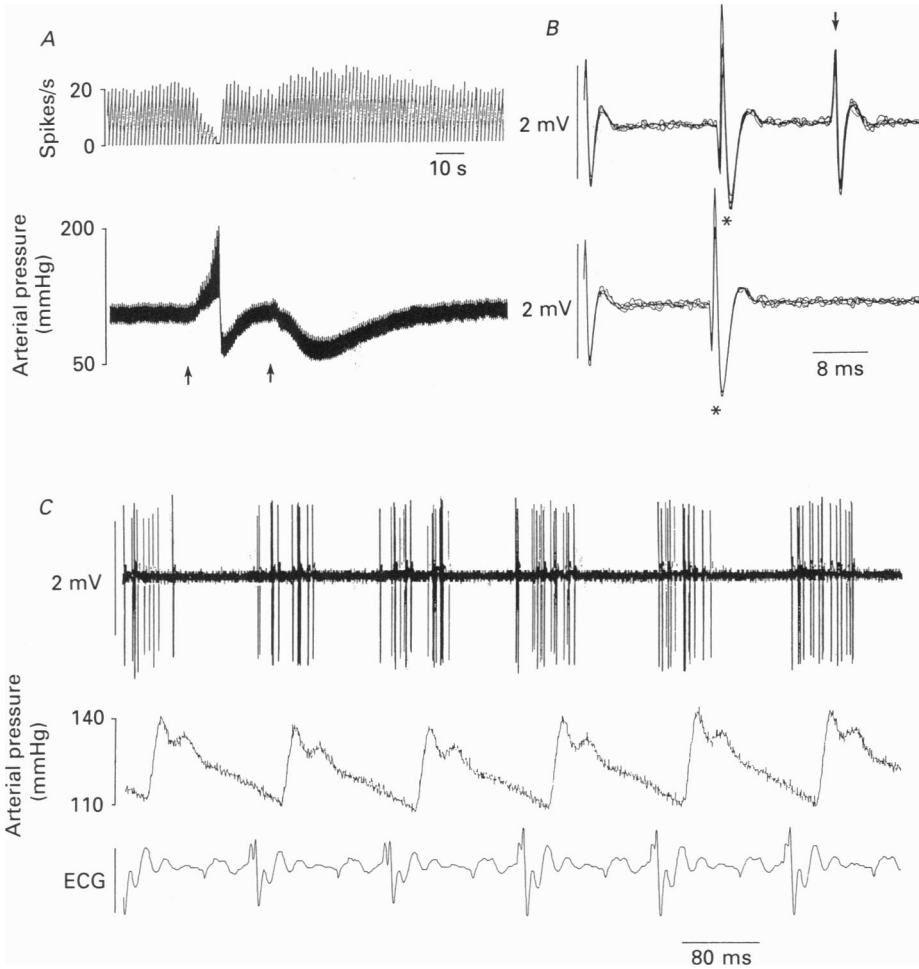 A
Spikes/s
20
0
10 s
Arterial pressure
(mmHg)
200
50
B
2 mV
*
2 mV
*
8 ms
C
2 mV
Arterial pressure
(mmHg)
140
110
ECG
80 ms